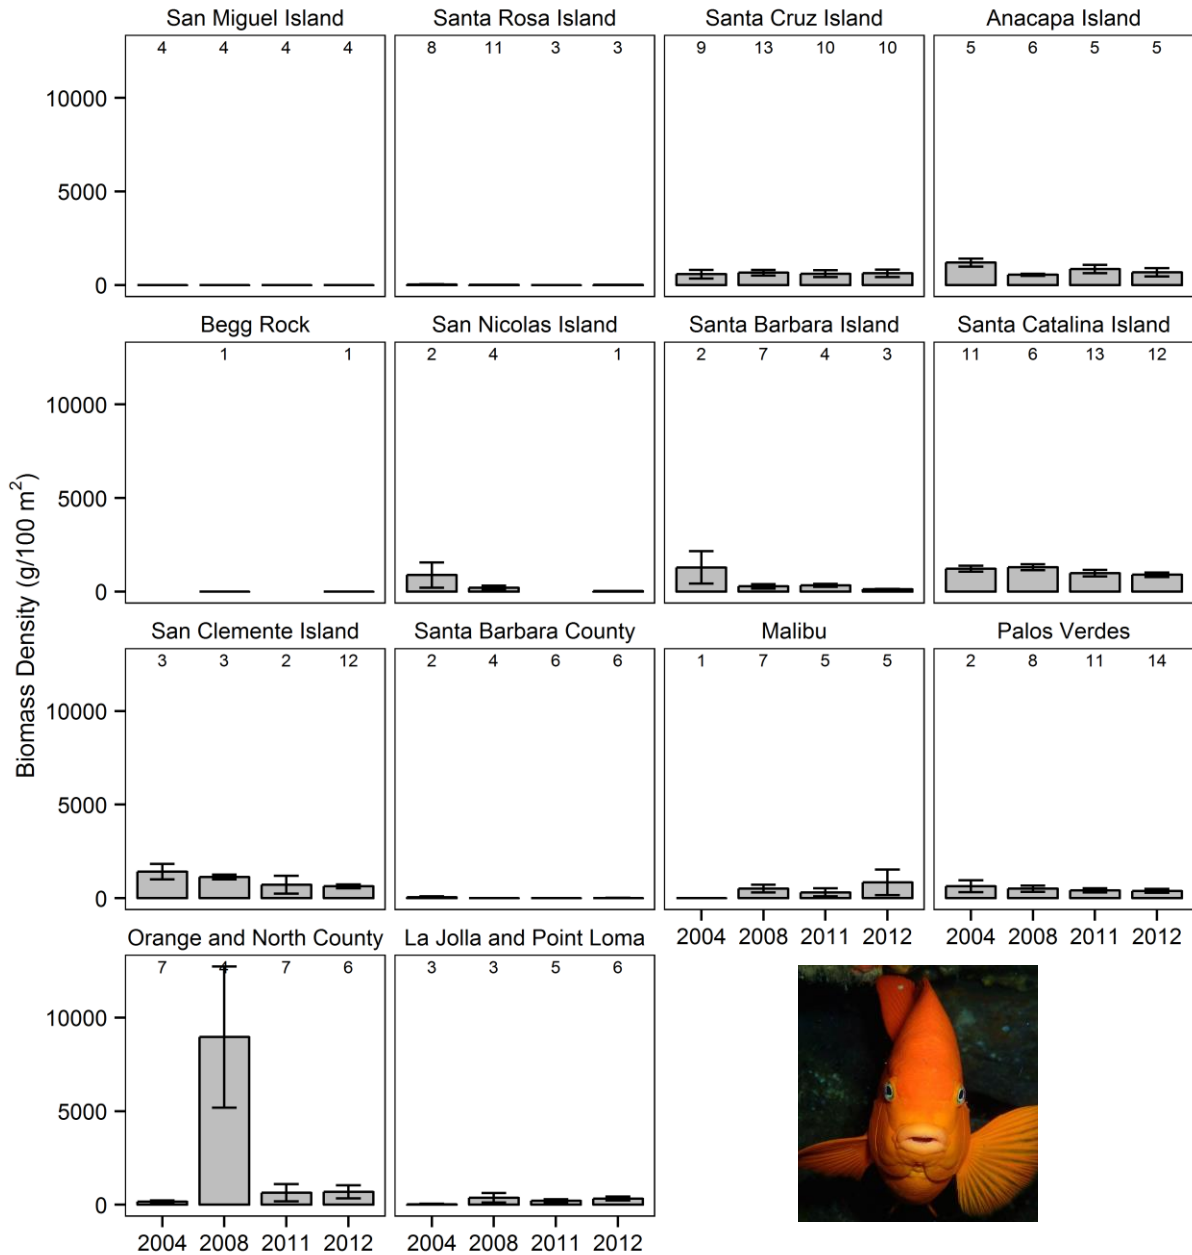 San Miguel Island Santa Rosa Island Santa Cruz Island Anacapa Island
4 4 4 4 8 11 3 3 9 13 10 10 5 6 5 5
10000
5000
0
Begg Rock San Nicolas Island Santa Barbara Island Santa Catalina Island
1 1 2 4 1 2 7 4 3 11 6 13 12
10000
5000
0
Biomass Density (g/100 m²)
San Clemente Island Santa Barbara County Malibu Palos Verdes
3 3 2 12 2 4 6 6 1 7 5 5 2 8 11 14
10000
5000
0
2004 2008 2011 2012 2004 2008 2011 2012
Orange and North County La Jolla and Point Loma
7 4 7 6 3 3 5 6
10000
5000
0
2004 2008 2011 2012 2004 2008 2011 2012